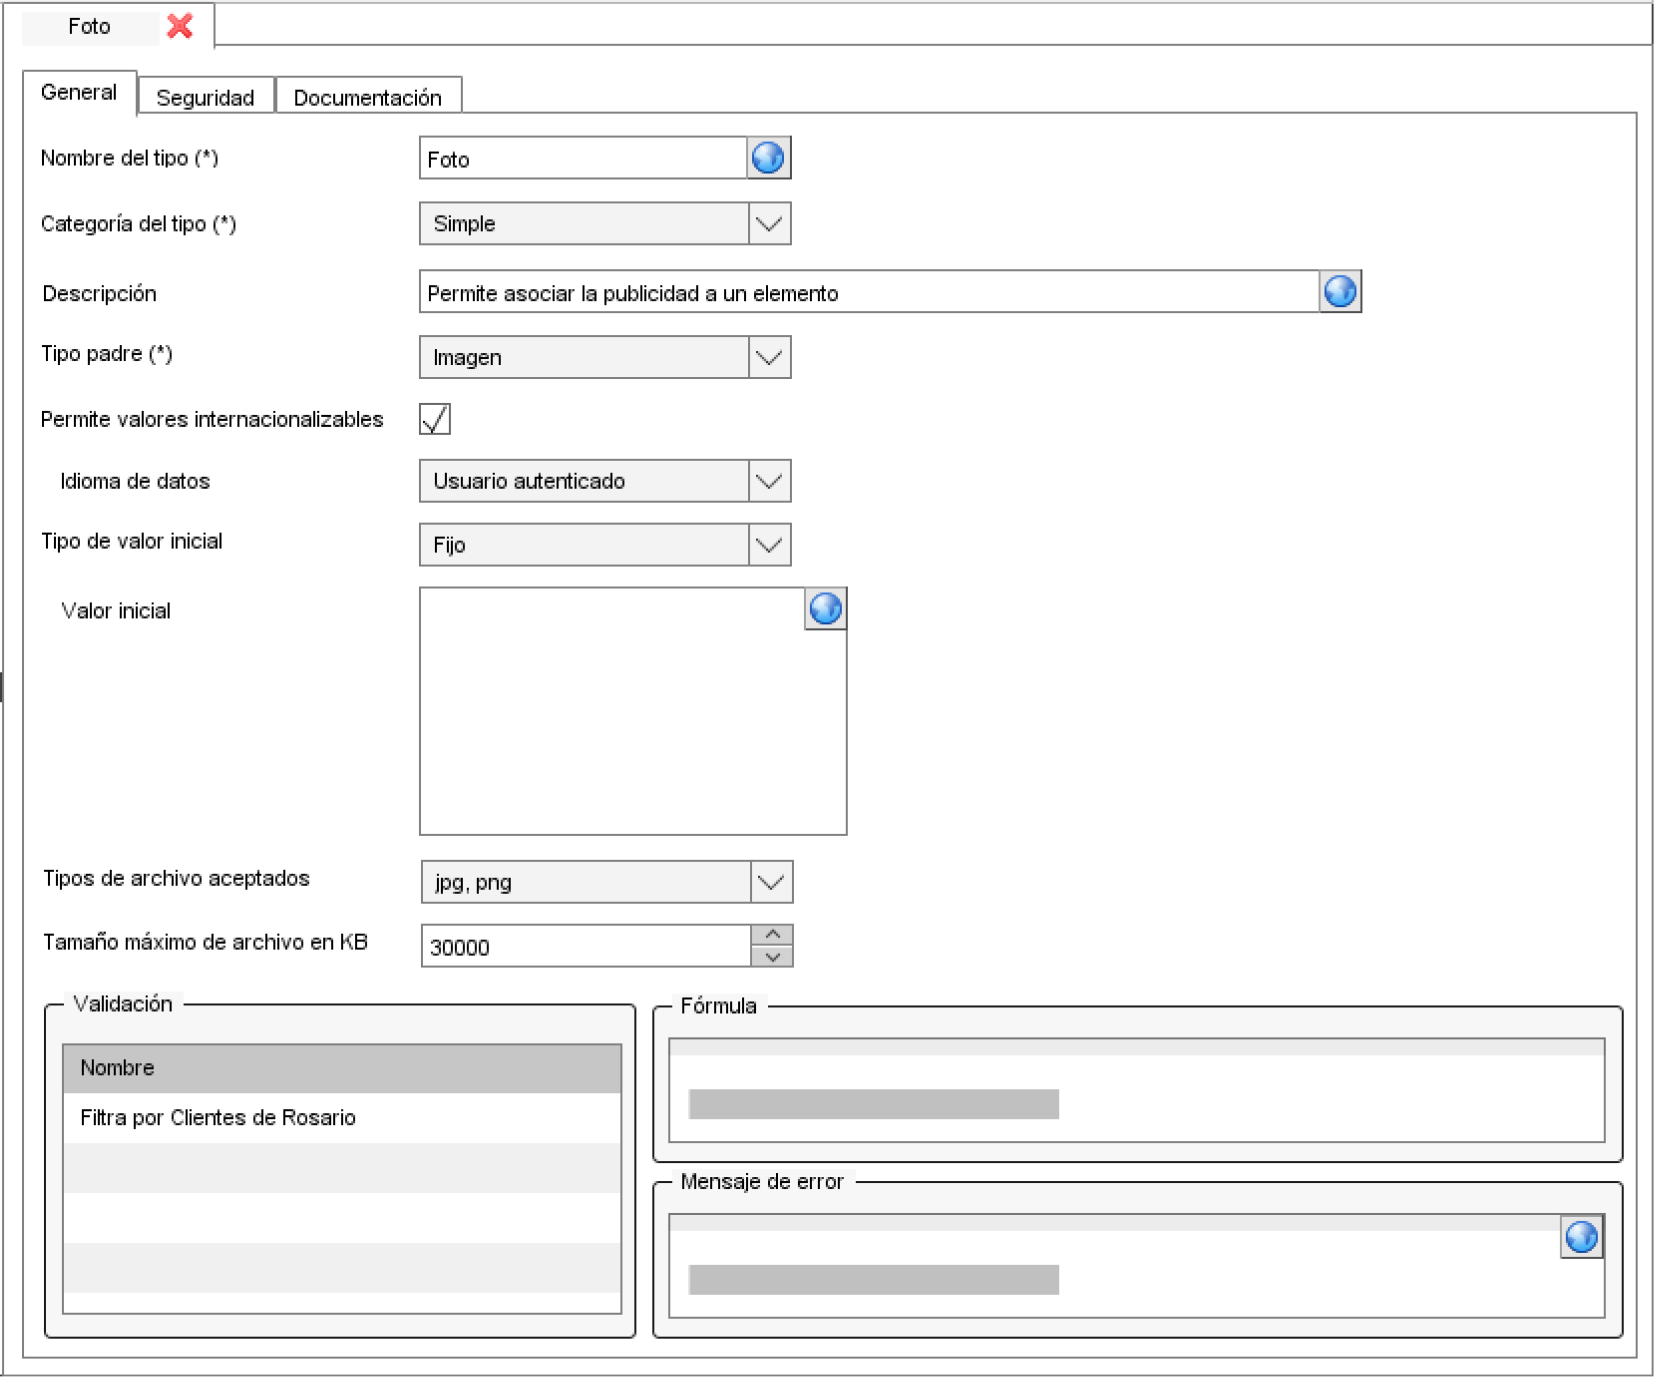 Foto
General
Seguridad
Documentación
Nombre del tipo (*)
Foto
Categoría del tipo (*)
Simple
Descripción
Permite asociar la publicidad a un elemento
Tipo padre (*)
Imagen
Permite valores internacionalizables
Idioma de datos
Usuario autenticado
Tipo de valor inicial
Fijo
Valor inicial
Tipos de archivo aceptados
jpg, png
Tamaño máximo de archivo en KB
30000
Validación
Nombre
Filtra por Clientes de Rosario
Fórmula
Mensaje de error